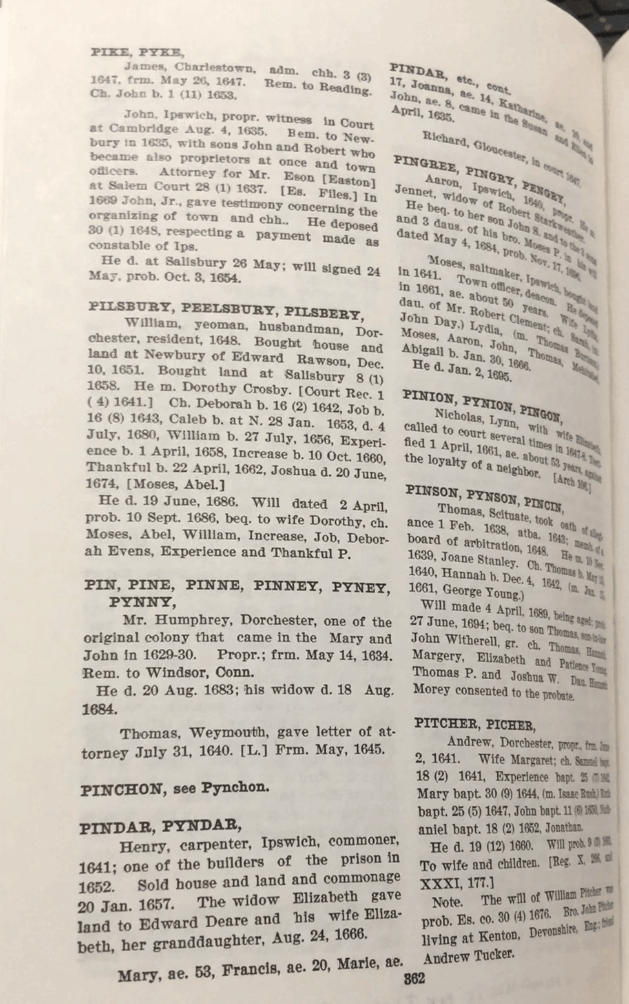 PIKE, PYKE,
James, Charlestown, adm. chh. 3 (3)
1647, frm. May 26, 1647. Rem. to Reading.
Ch. John b. 1 (11) 1653.
John, Ipswich, propr. witness in Court
at Cambridge Aug. 4, 1635. Rem. to New-
bury in 1635, with sons John and Robert who
became also proprietors at once and town
officers. Attorney for Mr. Eson [Easton]
at Salem Court 28 (1) 1637. [Es. Files.] In
1669 John, Jr., gave testimony concerning the
organizing of town and chh.. He deposed
30 (1) 1648, respecting a payment made as
constable of Ips.
He d. at Salisbury 26 May; will signed 24
May, prob. Oct. 3, 1654.
PILSBURY, PEELSBURY, PILSBERY,
William, yeoman, husbandman, Dor-
chester, resident, 1648. Bought house and
land at Newbury of Edward Rawson, Dec.
10, 1651. Bought land at Salisbury 8 (1)
1658. He m. Dorothy Crosby. [Court Rec. 1
( 4) 1641.] Ch. Deborah b. 16 (2) 1642, Job b.
16 (8) 1643, Caleb b. at N. 28 Jan. 1653, d. 4
July, 1680, William b. 27 July, 1656, Experi-
ence b. 1 April, 1658, Increase b. 10 Oct. 1660,
Thankful b. 22 April, 1662, Joshua d. 20 June,
1674, [Moses, Abel.]
He d. 19 June, 1686. Will dated 2 April,
prob. 10 Sept. 1686, beq. to wife Dorothy, ch.
Moses, Abel, William, Increase, Job, Debor-
ah Evens, Experience and Thankful P.
PIN, PINE, PINNE, PINNEY, PYNEY,
PYNNY,
Mr. Humphrey, Dorchester, one of the
original colony that came in the Mary and
John in 1629-30. Propr.; frm. May 14, 1634.
Rem. to Windsor, Conn.
He d. 20 Aug. 1683; his widow d. 18 Aug.
1684.
Thomas, Weymouth, gave letter of at-
torney July 31, 1640. [L.] Frm. May, 1645.
PINCHON, see Pynchon.
PINDAR, PYNDAR,
Henry, carpenter, Ipswich, commoner,
1641; one of the builders of the prison in
1652. Sold house and land and commonage
20 Jan. 1657. The widow Elizabeth gave
land to Edward Deare and his wife Eliza-
beth, her granddaughter, Aug. 24, 1666.
Mary, ae. 53, Francis, ae. 20, Marie, ae.
PINDAR, etc., cont.
17, Joanna, ae. 14, Katharine, ae. 10, and
John, ae. 8, came in the Susan and Ellen in
April, 1635.
Richard, Gloucester, in court 1647.
PINGREE, PINGRY, PENGRY,
Aaron, Ipswich, 1640, propr. He m.
Jennet, widow of Robert Starkweather.
He beq. to her son John S. and to the
and 3 daus. of his bro. Moses P. in his will
dated May 4, 1684, prob. Nov. 17,
Moses, saltmaker, Ipswich, bought land
in 1641. Town officer, deacon. He deposed
in 1661, ae. about 50 years. Wife Lydia,
dau. of Mr. Robert Clement; ch. Sarah,
John Day,) Lydia, (m. Thomas
Moses, Aaron, John, Thomas, Mehitabel
Abigail b. Jan. 30, 1666.
He d. Jan. 2, 1695.
PINION, PYNION, PINGON,
Nicholas, Lynn, with wife Elizabeth,
called to court several times in 1647-8.
fied 1 April, 1661, ae. about 53 years, against
the loyalty of a neighbor. [Arch 106.]
PINSON, PYNSON, PINCIN,
Thomas, Scituate, took oath of allegi-
ance 1 Feb. 1638, atba. 1643; memb. of a
board of arbitration, 1648. He m. 10 Nov.
1639, Joane Stanley. Ch. Thomas b. May 15,
1640, Hannah b. Dec. 4, 1642, (m. Jan.
1661, George Young.)
Will made 4 April, 1689, being aged; prob.
27 June, 1694; beq. to son Thomas, son-in-law
John Witherell, gr. ch. Thomas, Hannah,
Margery, Elizabeth and Patience Young,
Thomas P. and Joshua W. Dau. Hannah
Morey consented to the probate.
PITCHER, PICHER,
Andrew, Dorchester, propr., frm. June
2, 1641. Wife Margaret; ch. Samuel bapt.
18 (2) 1641, Experience bapt. 25 (7) 1642,
Mary bapt. 30 (9) 1644, (m. Isaac Rush,) Ruth
bapt. 25 (5) 1647, John bapt. 11 (6) 1650, Nath-
aniel bapt. 18 (2) 1652, Jonathan.
He d. 19 (12) 1660. Will prob. 9
To wife and children. [Reg. X, 266, and
XXXI, 177.]
Note. The will of William Pitcher was
prob. Es. co. 30 (4) 1676. Bro. John Pitcher
living at Kenton, Devonshire, Eng.; friend
Andrew Tucker.
362